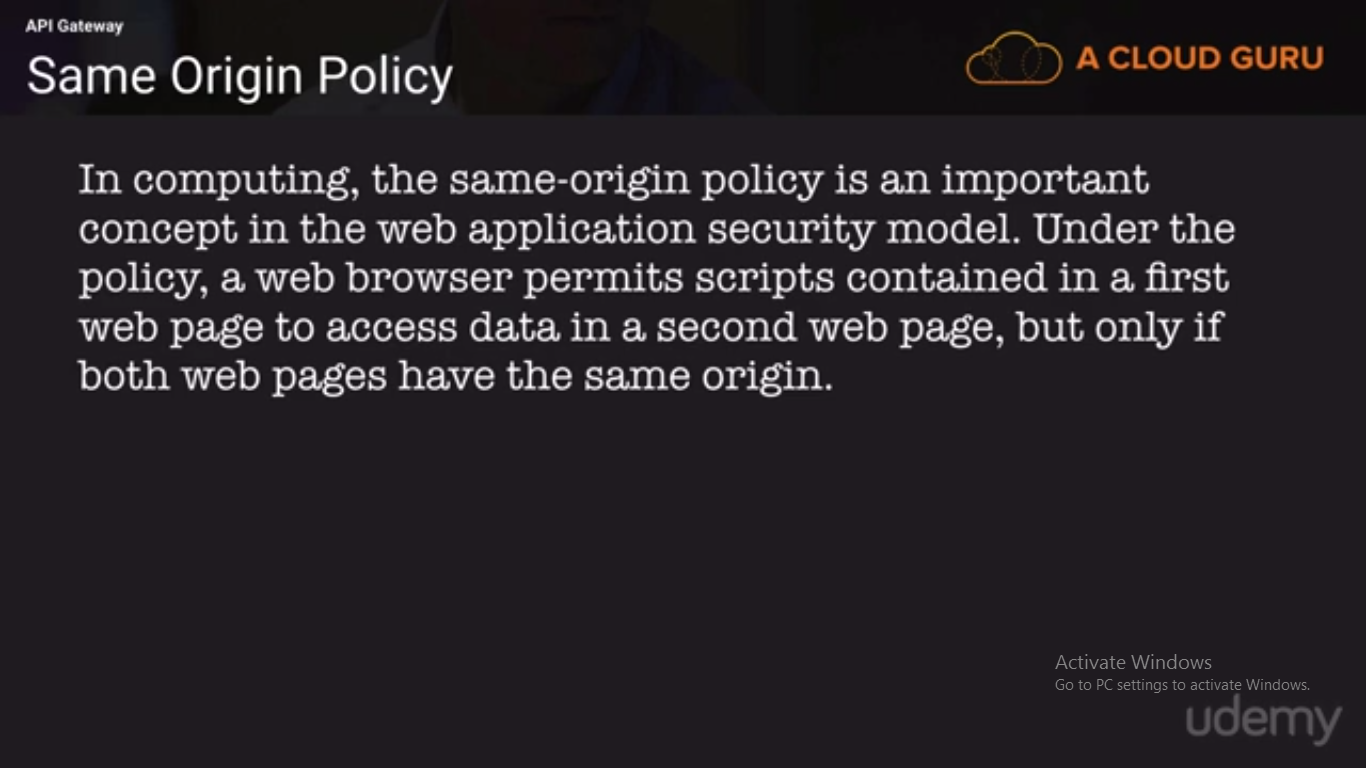 API Gateway
Same Origin Policy
A CLOUD GURU
In computing, the same-origin policy is an important
concept in the web application security model. Under the
policy, a web browser permits scripts contained in a first
web page to access data in a second web page, but only if
both web pages have the same origin.
Activate Windows
Go to PC settings to activate Windows.
udemy